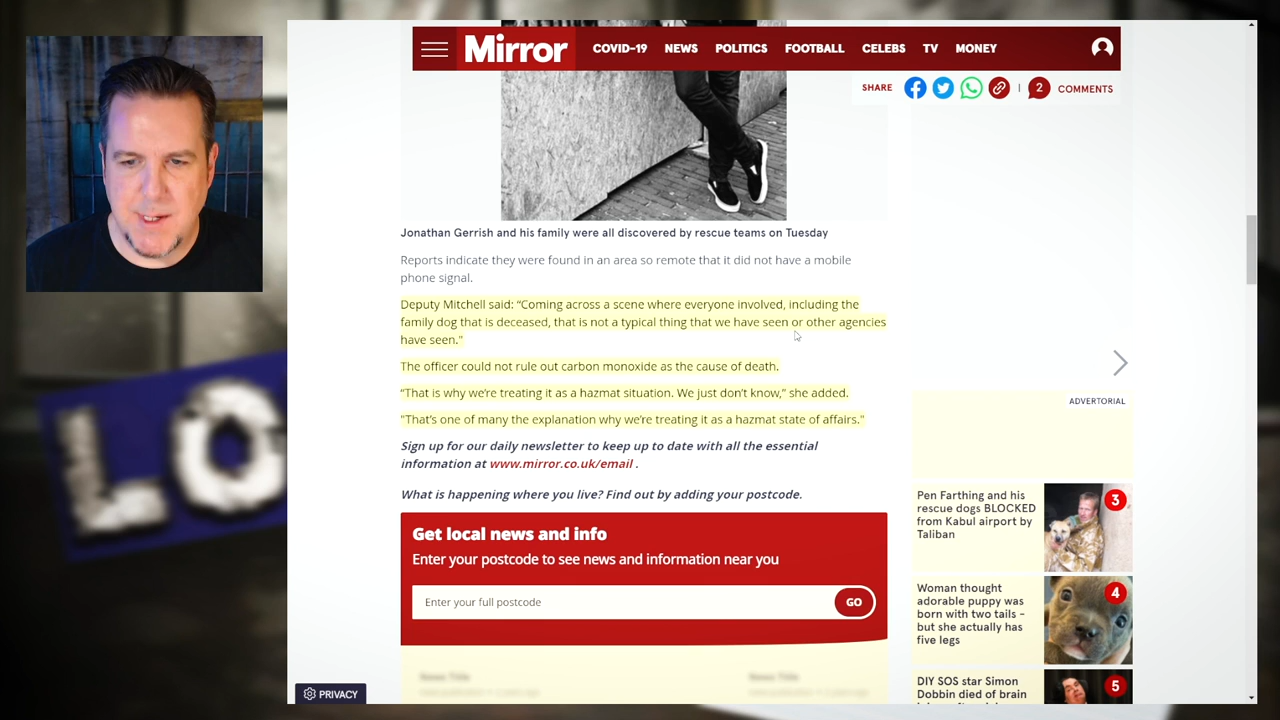 Mirror
COVID-19 NEWS POLITICS FOOTBALL CELEBS TV MONEY
SHARE 2 COMMENTS
Jonathan Gerrish and his family were all discovered by rescue teams on Tuesday
Reports indicate they were found in an area so remote that it did not have a mobile
phone signal.
Deputy Mitchell said: “Coming across a scene where everyone involved, including the
family dog that is deceased, that is not a typical thing that we have seen or other agencies
have seen.”
The officer could not rule out carbon monoxide as the cause of death.
“That is why we’re treating it as a hazmat situation. We just don’t know,” she added.
"That’s one of many the explanation why we’re treating it as a hazmat state of affairs."
Sign up for our daily newsletter to keep up to date with all the essential
information at www.mirror.co.uk/email .
What is happening where you live? Find out by adding your postcode.
Get local news and info
Enter your postcode to see news and information near you
Enter your full postcode GO
News Title News Title
ADVERTORIAL
Pen Farthing and his
rescue dogs BLOCKED
from Kabul airport by
Taliban
3
Woman thought
adorable puppy was
born with two tails -
but she actually has
five legs
4
DIY SOS star Simon
Dobbin died of brain
5
PRIVACY
LO